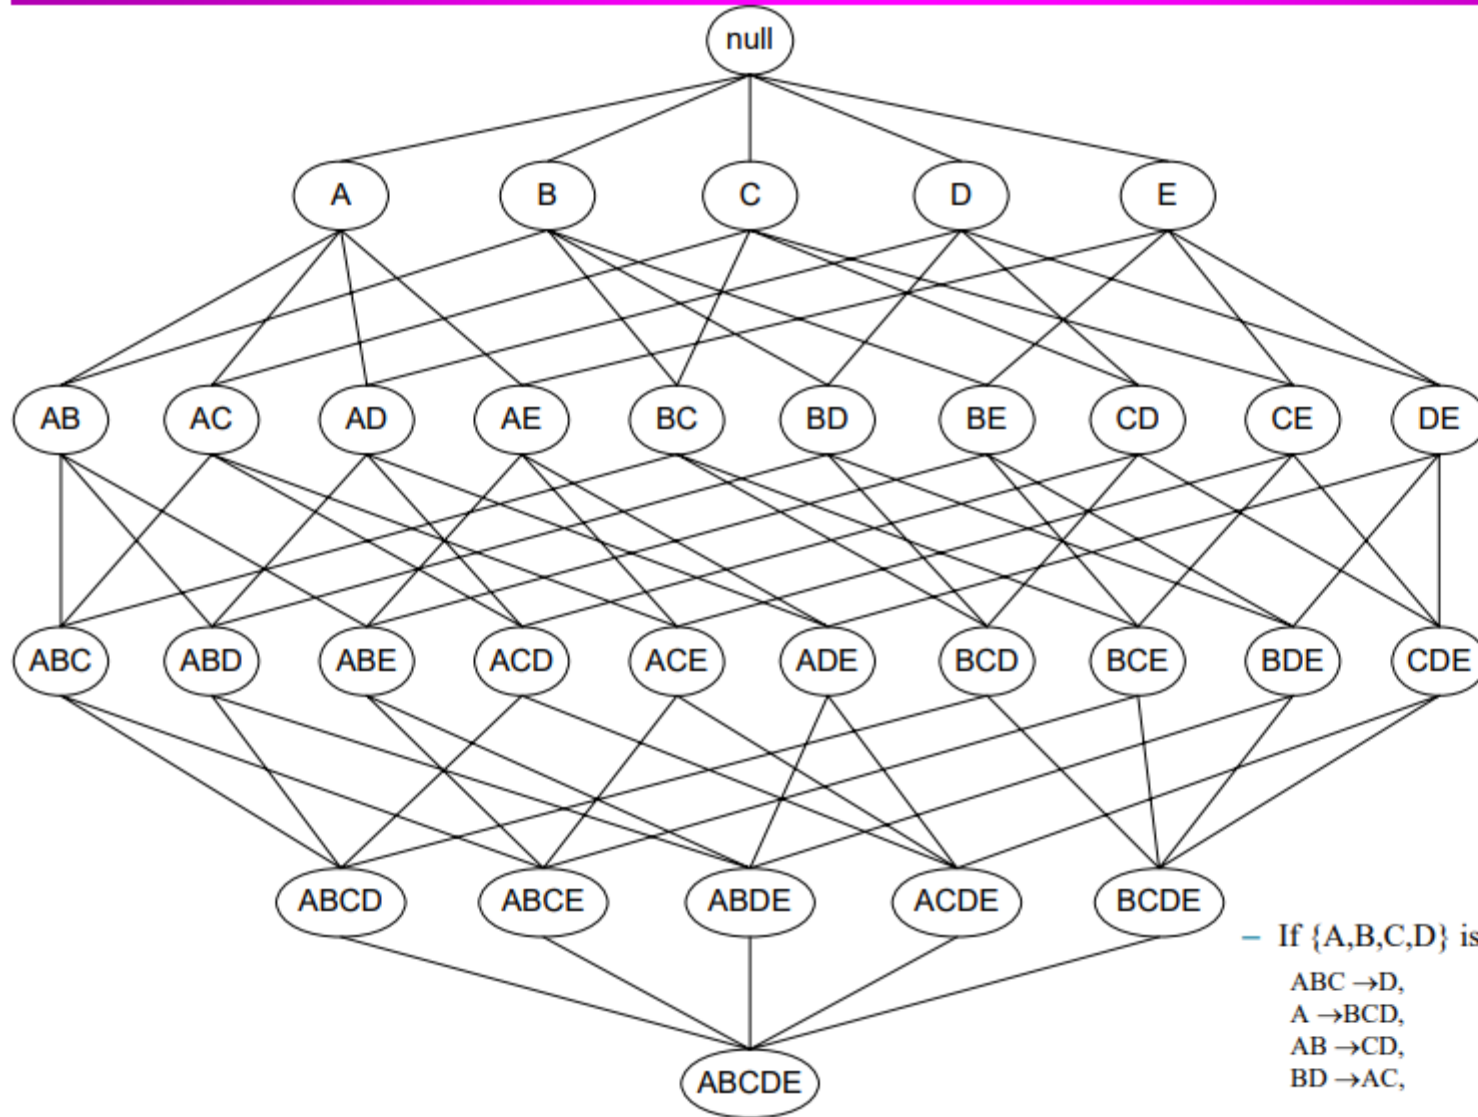 null
A B C D E
AB AC AD AE BC BD BE CD CE DE
ABC ABD ABE ACD ACE ADE BCD BCE BDE CDE
ABCD ABCE ABDE ACDE BCDE
ABCDE
– If {A,B,C,D} is
ABC →D,
A →BCD,
AB →CD,
BD →AC,